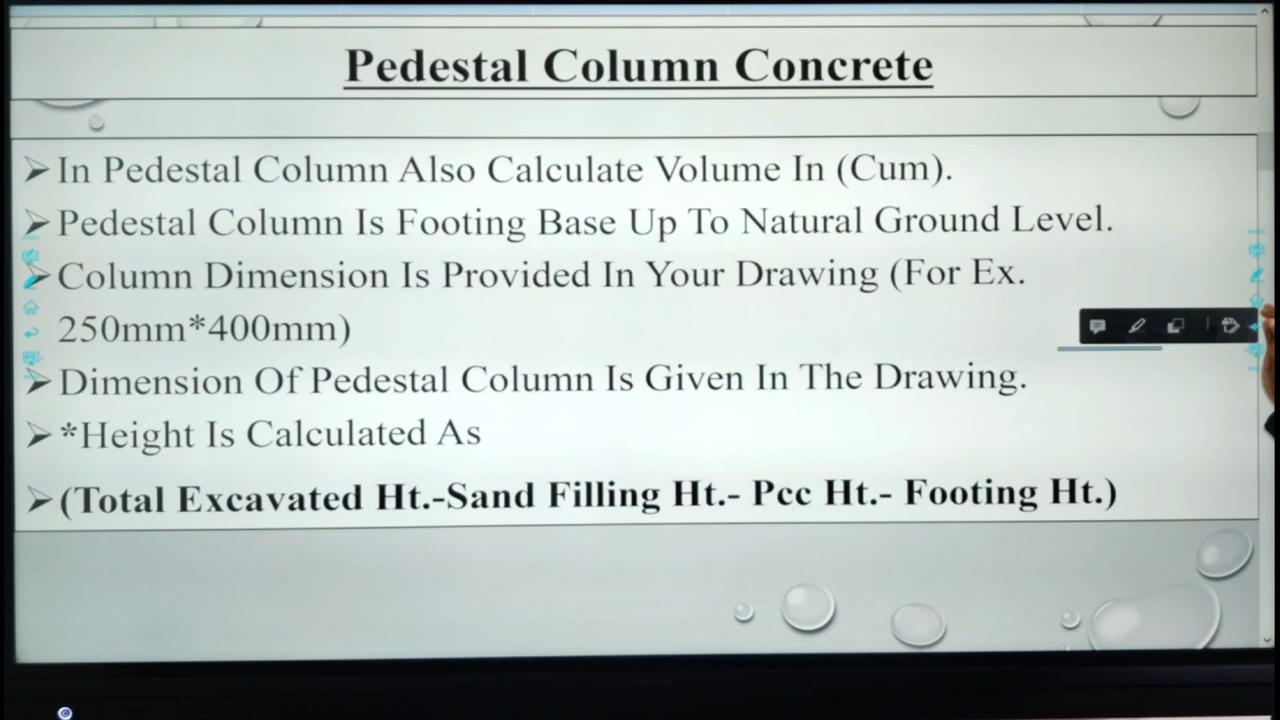 Pedestal Column Concrete
➢In Pedestal Column Also Calculate Volume In (Cum).
➢Pedestal Column Is Footing Base Up To Natural Ground Level.
➢Column Dimension Is Provided In Your Drawing (For Ex.
250mm*400mm)
➢Dimension Of Pedestal Column Is Given In The Drawing.
➢*Height Is Calculated As
➢(Total Excavated Ht.-Sand Filling Ht.- Pcc Ht.- Footing Ht.)